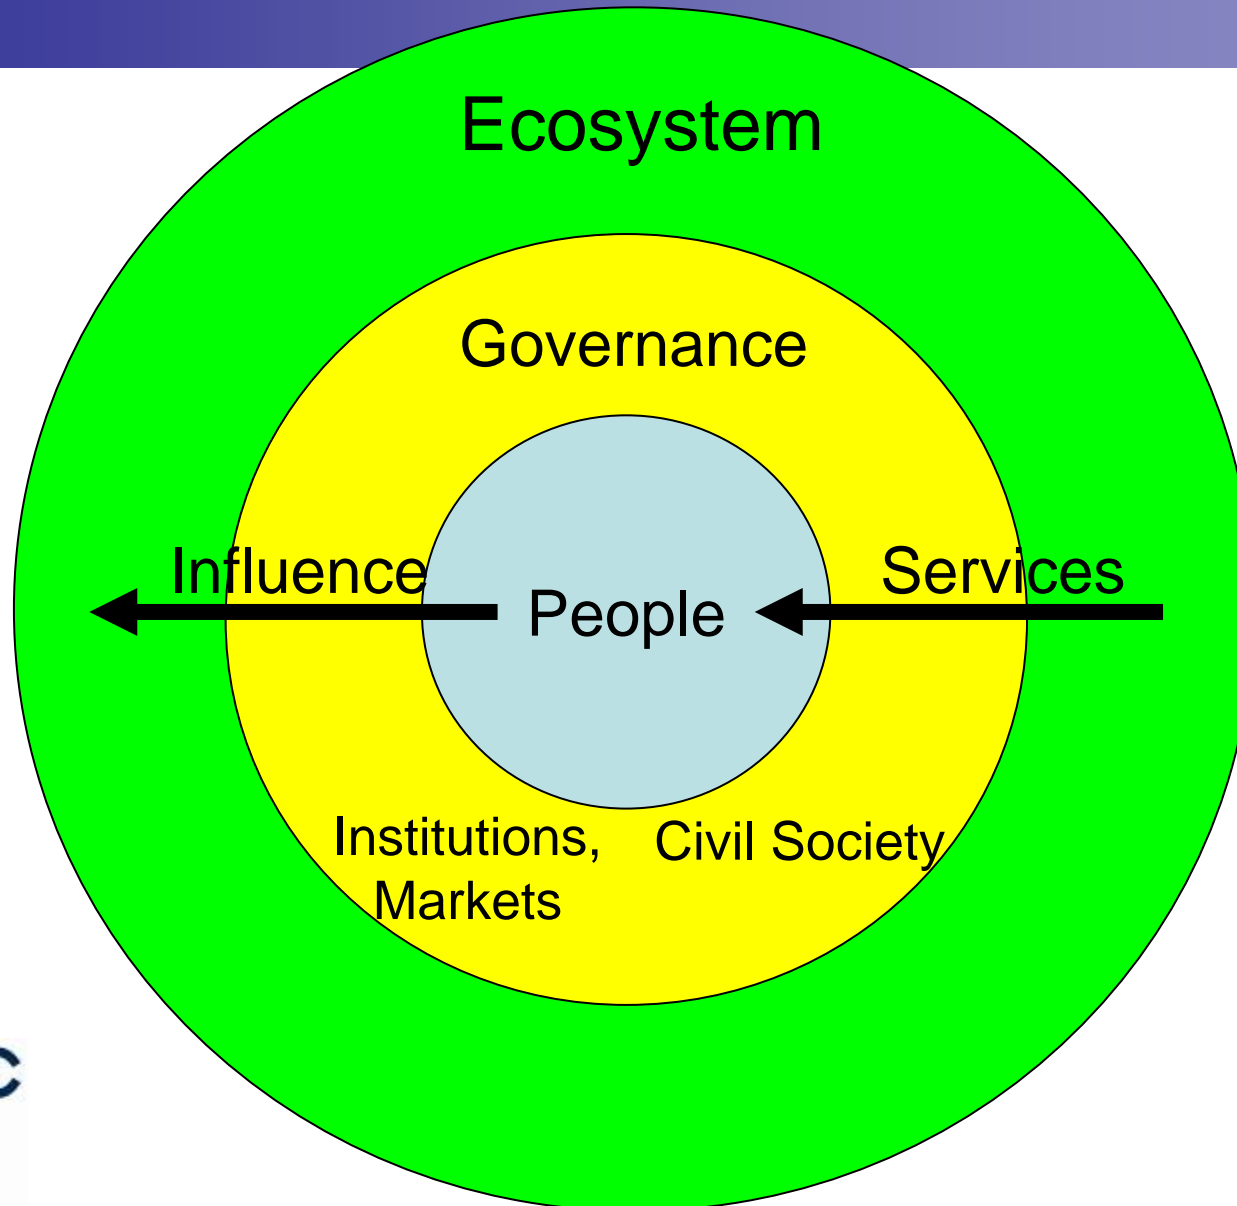 Ecosystem
Governance
Influence
Services
People
Institutions,
Markets
Civil Society
C